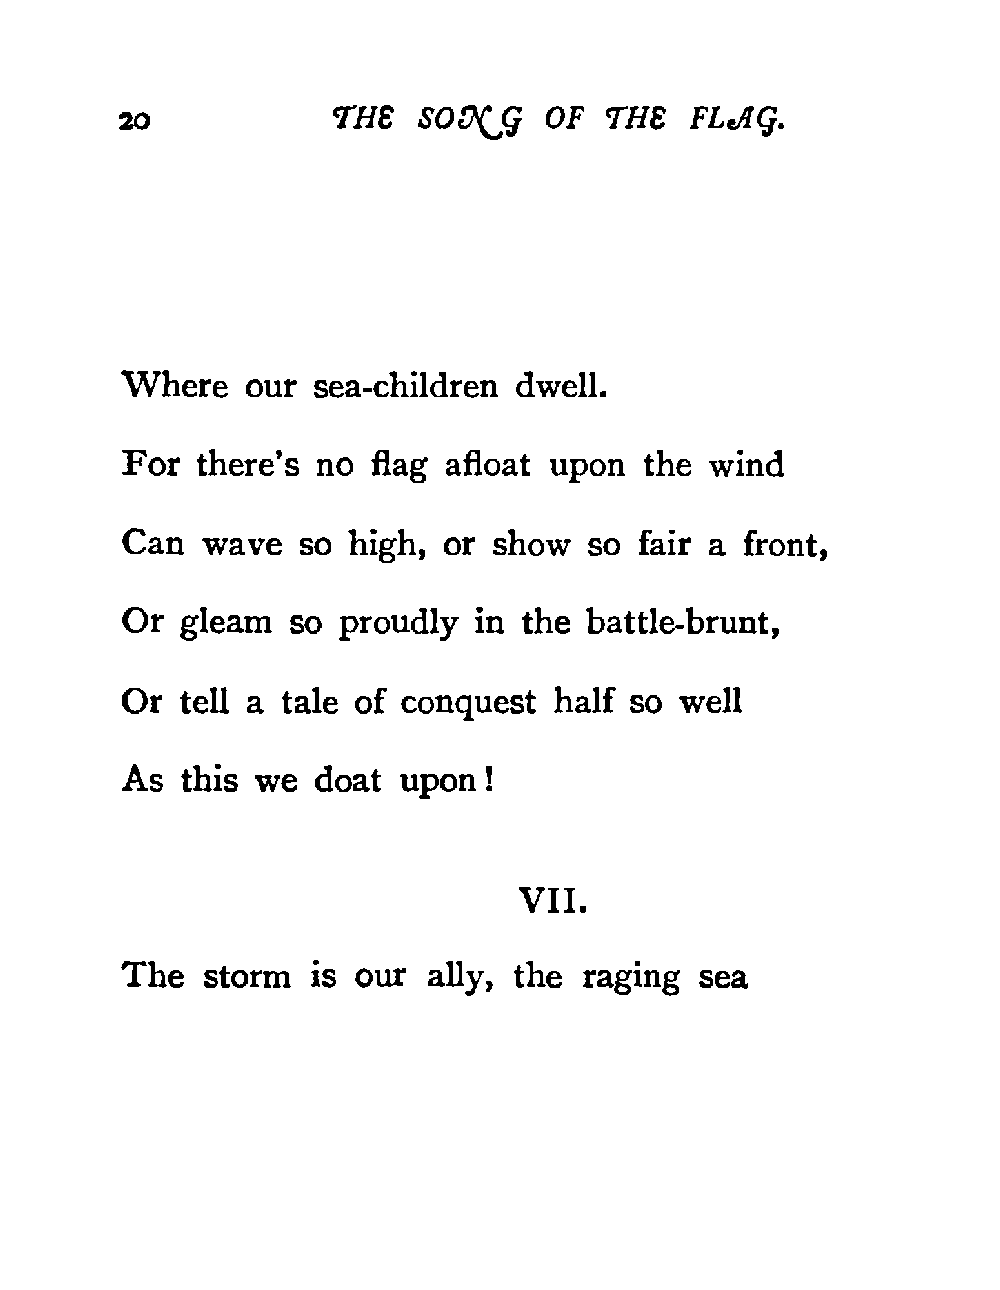 20 THE SONG OF THE FLAG.
Where our sea-children dwell.
For there's no flag afloat upon the wind
Can wave so high, or show so fair a front,
Or gleam so proudly in the battle-brunt,
Or tell a tale of conquest half so well
As this we doat upon!
VII.
The storm is our ally, the raging sea